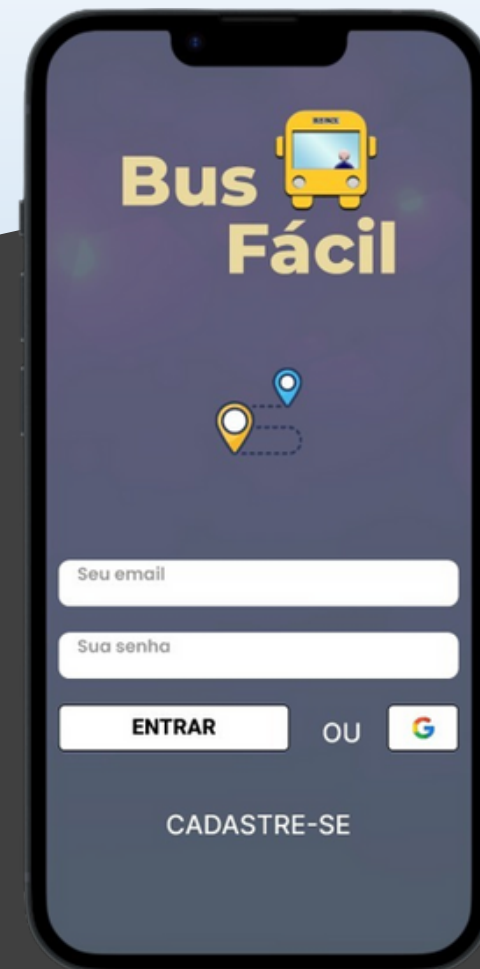 Bus
Fácil
Seu email
Sua senha
ENTRAR
OU
G
CADASTRE-SE